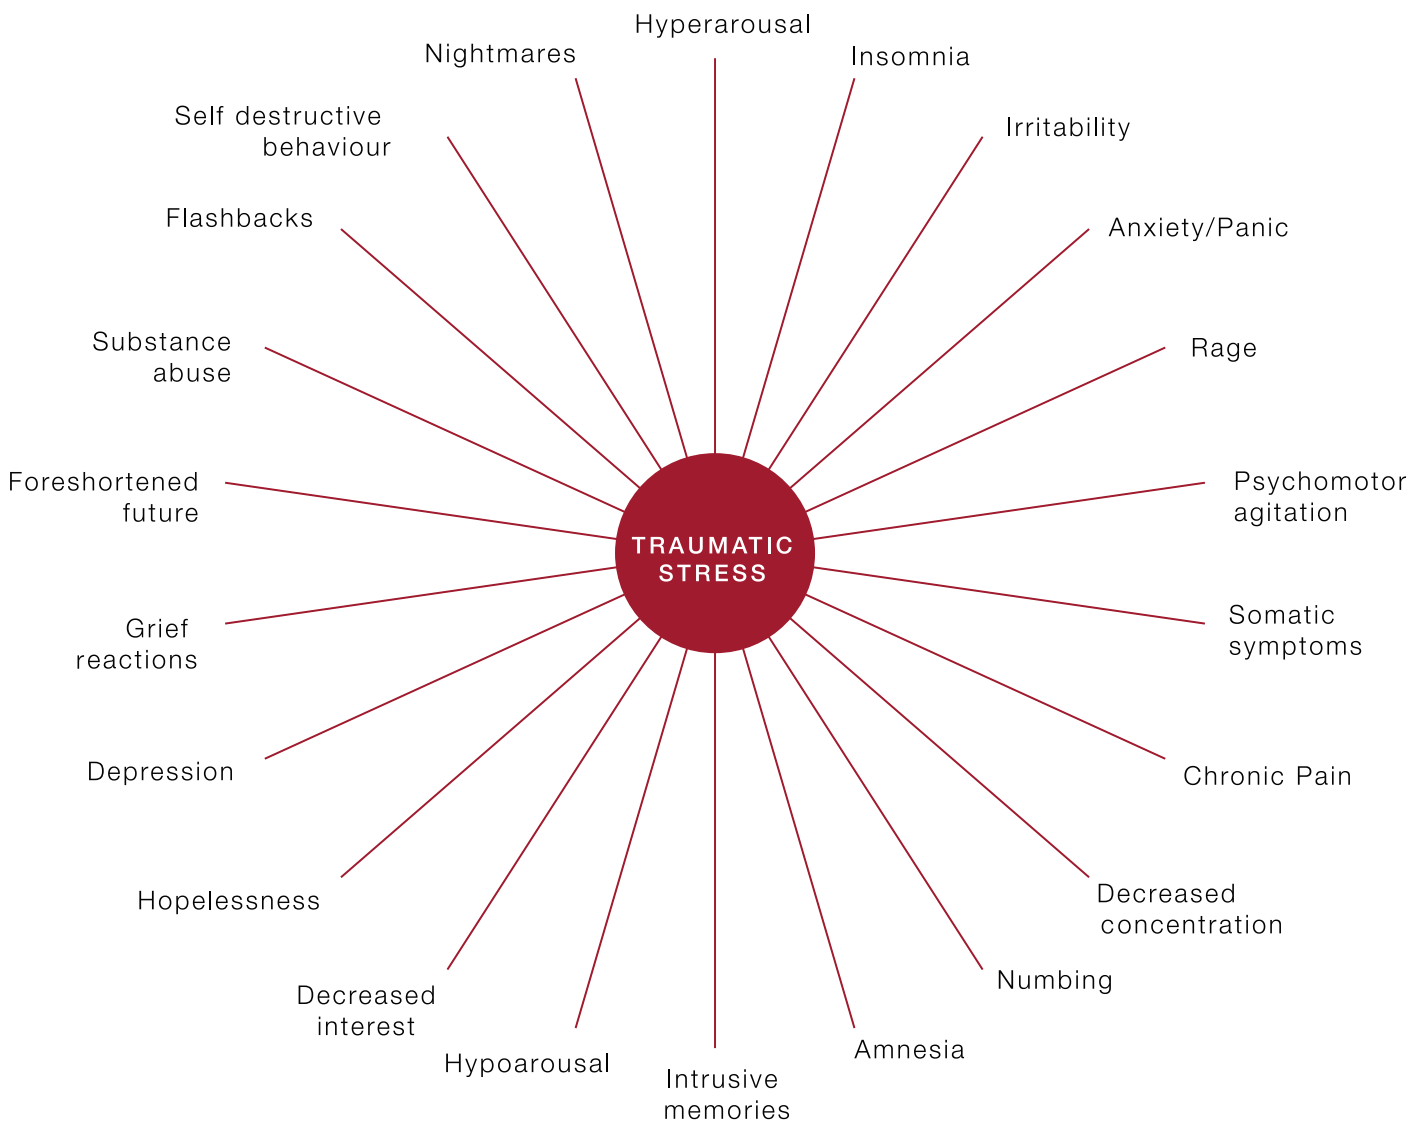 Hyperarousal
Insomnia
Irritability
Anxiety/Panic
Rage
Psychomotor
agitation
Somatic
symptoms
Chronic Pain
Decreased
concentration
Numbing
Amnesia
Intrusive
memories
Hypoarousal
Decreased
interest
Hopelessness
Depression
Grief
reactions
Foreshortened
future
Substance
abuse
Flashbacks
Self destructive
behaviour
Nightmares
TRAUMATIC
STRESS